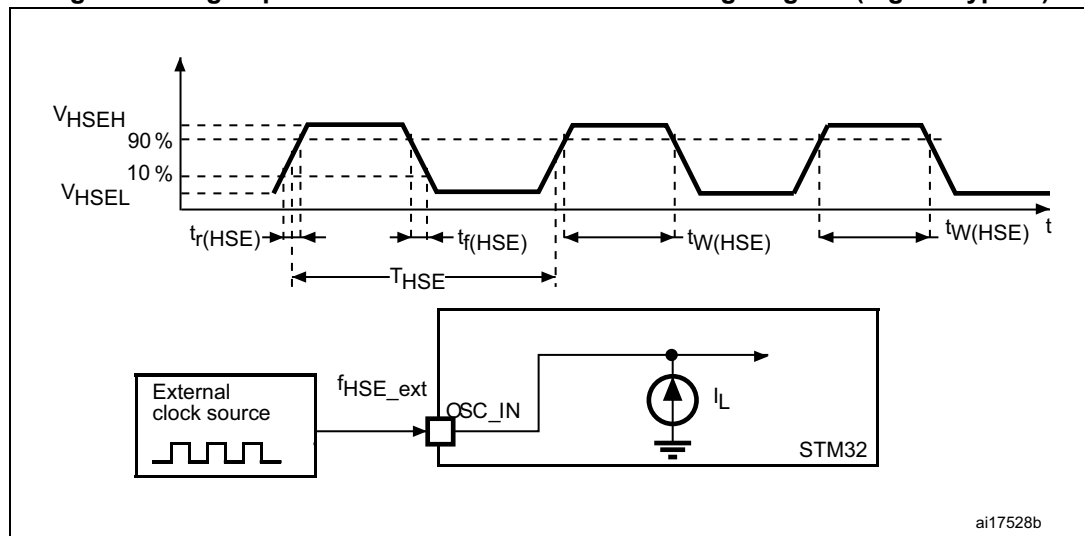 V_HSEH
90 %
10 %
V_HSEL
t_r(HSE)
t_f(HSE)
t_W(HSE)
t_W(HSE)
t
T_HSE
External
clock source
f_HSE_ext
OSC_IN
I_L
STM32
ai17528b